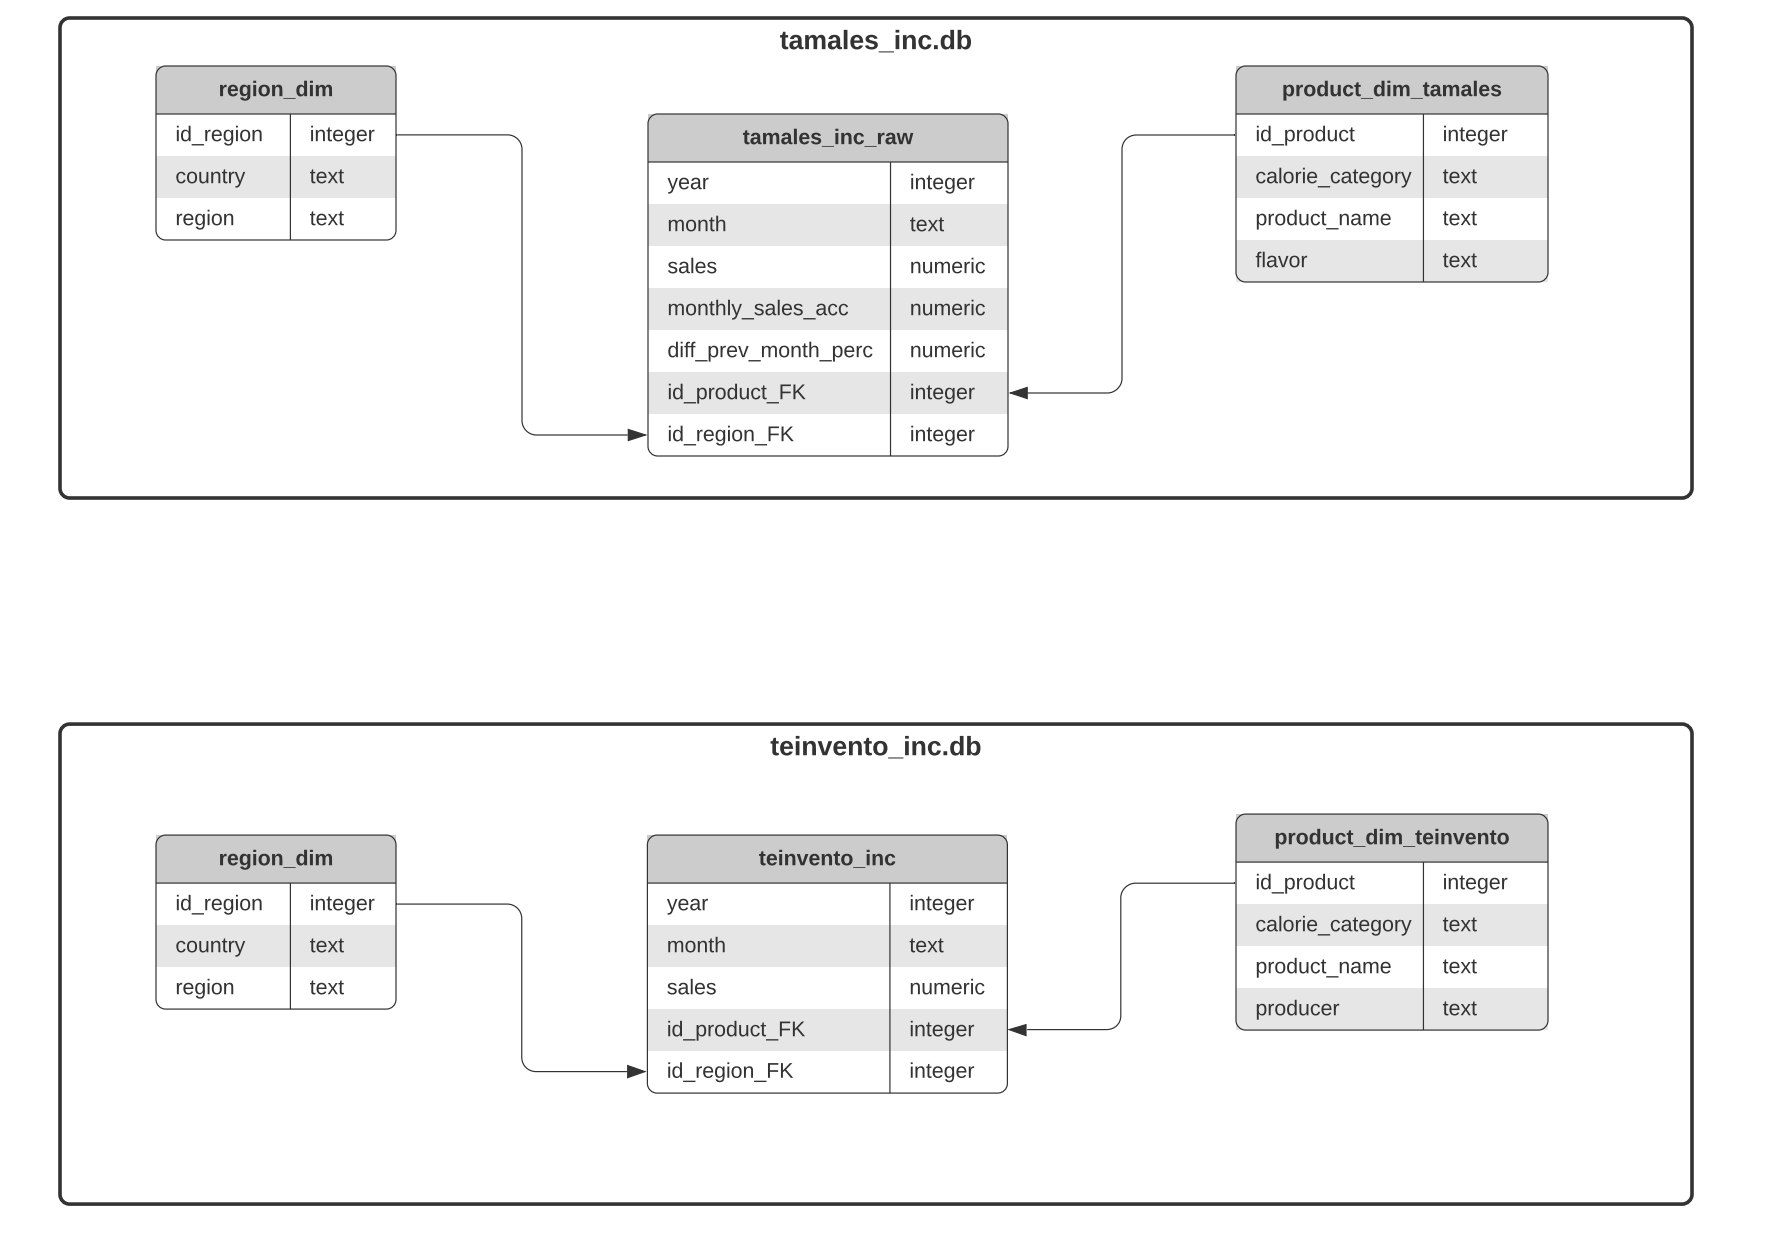 tamales_inc.db
region_dim
id_region integer
country text
region text
tamales_inc_raw
year integer
month text
sales numeric
monthly_sales_acc numeric
diff_prev_month_perc numeric
id_product_FK integer
id_region_FK integer
product_dim_tamales
id_product integer
calorie_category text
product_name text
flavor text
teinvento_inc.db
region_dim
id_region integer
country text
region text
teinvento_inc
year integer
month text
sales numeric
id_product_FK integer
id_region_FK integer
product_dim_teinvento
id_product integer
calorie_category text
product_name text
producer text